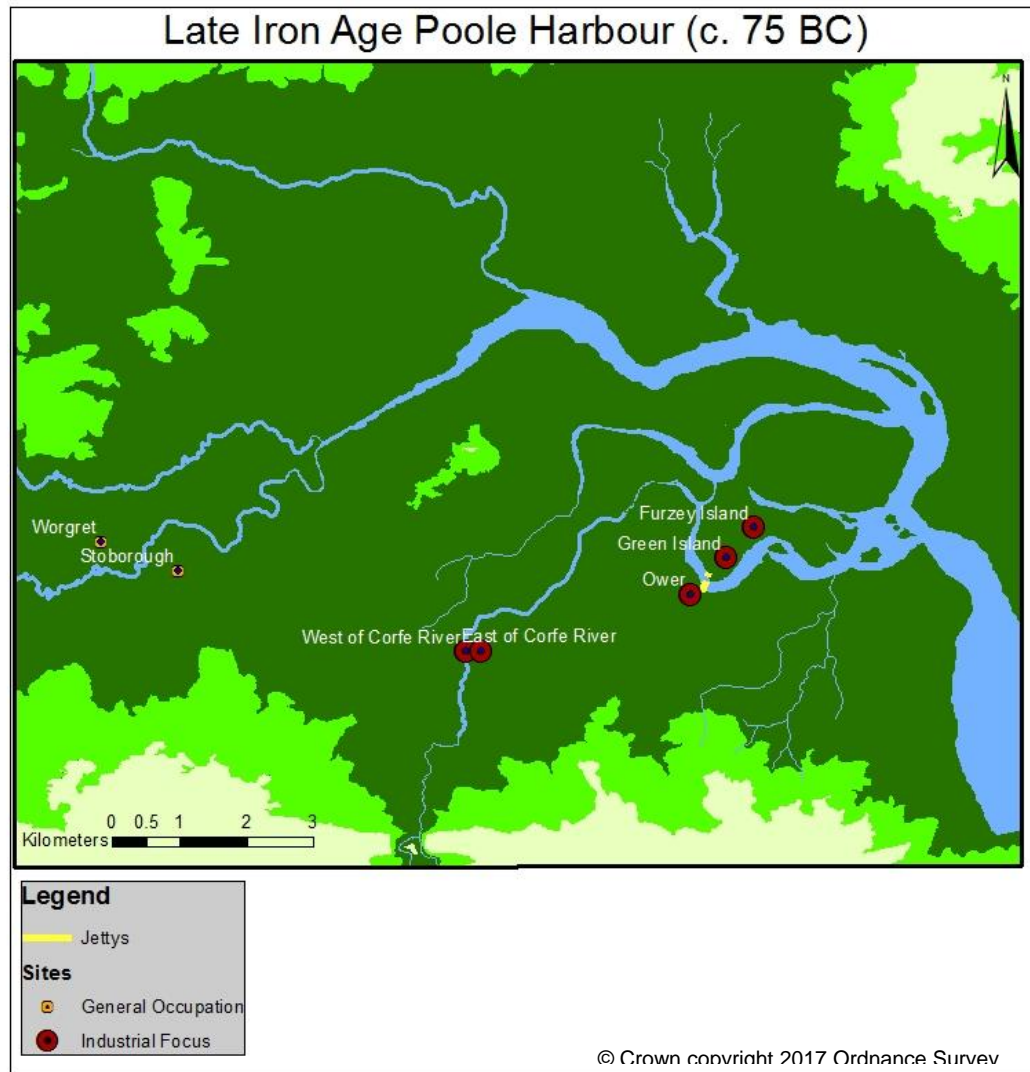 Late Iron Age Poole Harbour (c. 75 BC)
N
Worgret
Stoborough
Furzey Island
Green Island
Ower
West of Corfe River
East of Corfe River
0 0.5 1 2 3
Kilometers
Legend
Jettys
Sites
General Occupation
Industrial Focus
© Crown copyright 2017 Ordnance Survey